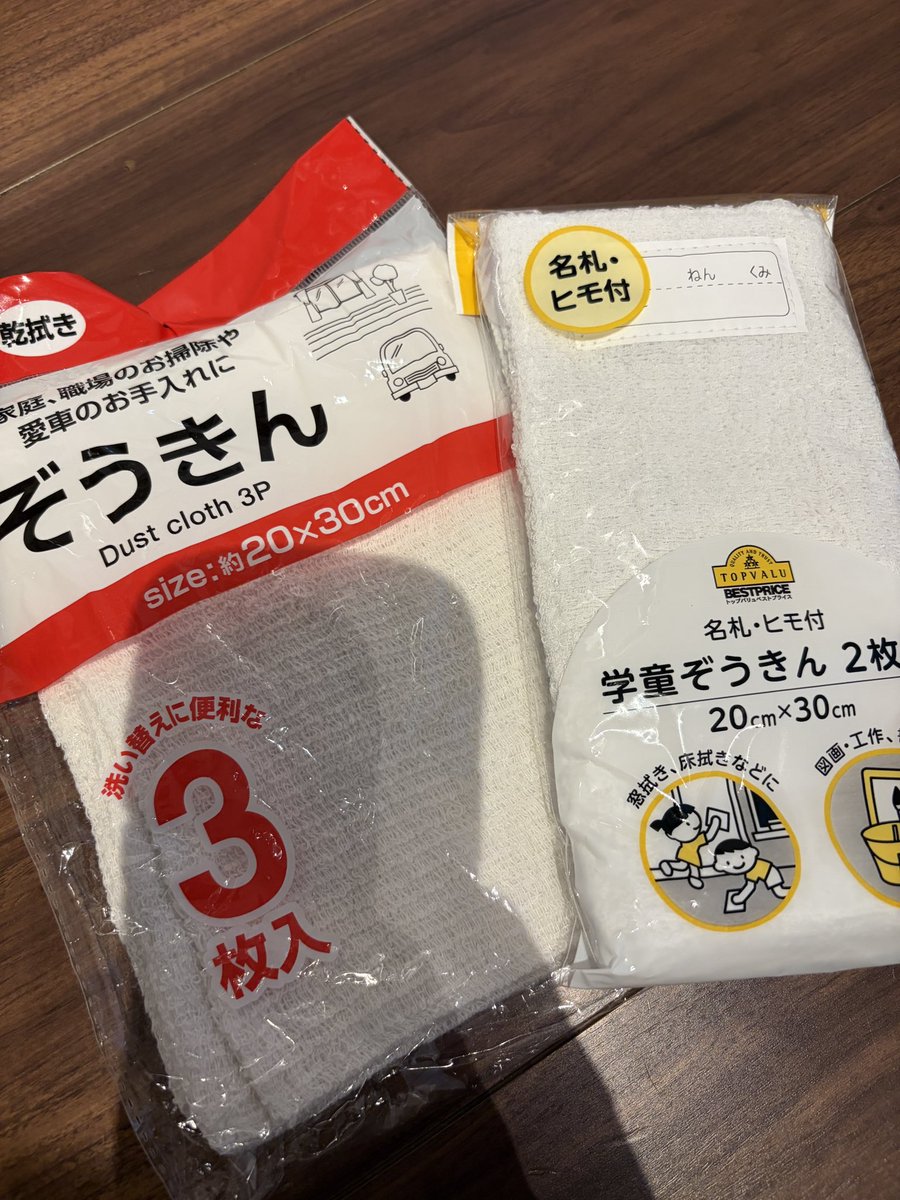 乾拭き
家庭、職場のお掃除や
愛車のお手入れに
ぞうきん
Dust cloth 3P
size:約20×30cm
洗い替えに便利な
3
枚入
名札・
ヒモ付
ねん くみ
QUALITY AND TRUST
TOPVALU
BESTPRICE
トップバリュベストプライス
名札・ヒモ付
学童ぞうきん 2枚
20cm×30cm
窓拭き、床拭きなどに
図画・工作、